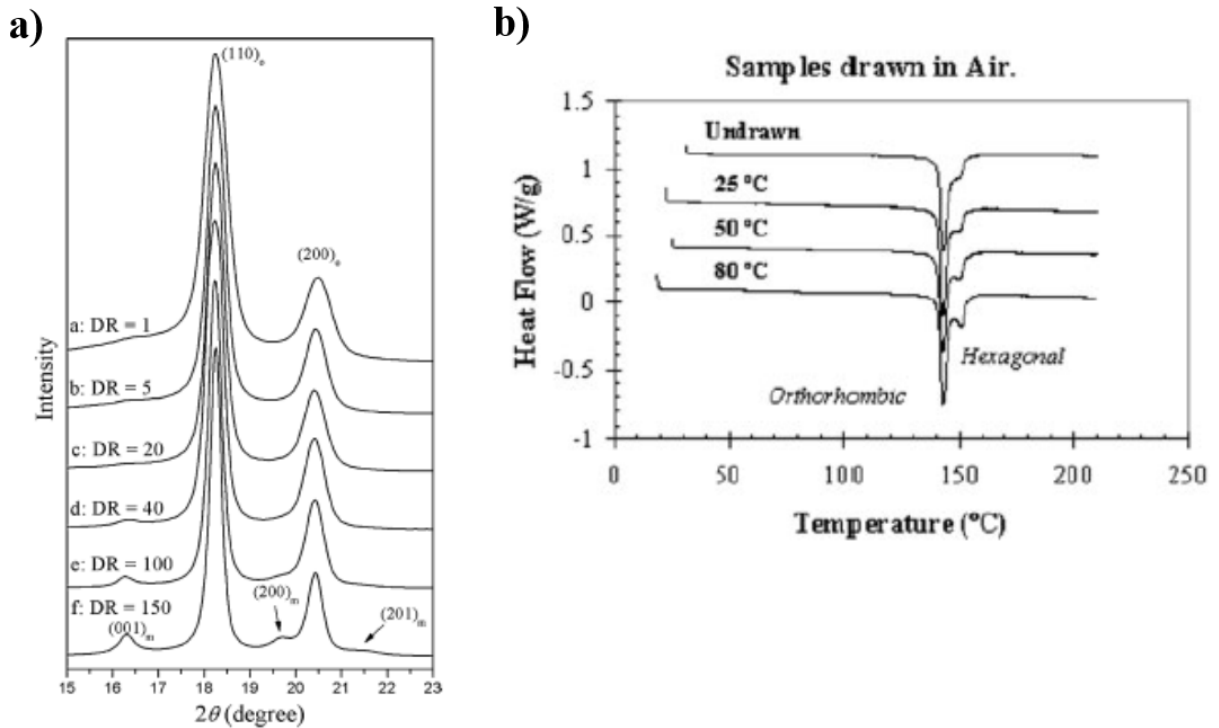 a)
(110)ₒ
(200)ₒ
a: DR = 1
b: DR = 5
c: DR = 20
d: DR = 40
e: DR = 100
f: DR = 150
(001)ₘ
(200)ₘ
(201)ₘ
Intensity
15 16 17 18 19 20 21 22 23
2θ (degree)
b)
Samples drawn in Air.
1.5
1
0.5
0
-0.5
-1
Heat Flow (W/g)
Undrawn
25 °C
50 °C
80 °C
Hexagonal
Orthorhombic
0 50 100 150 200 250
Temperature (°C)